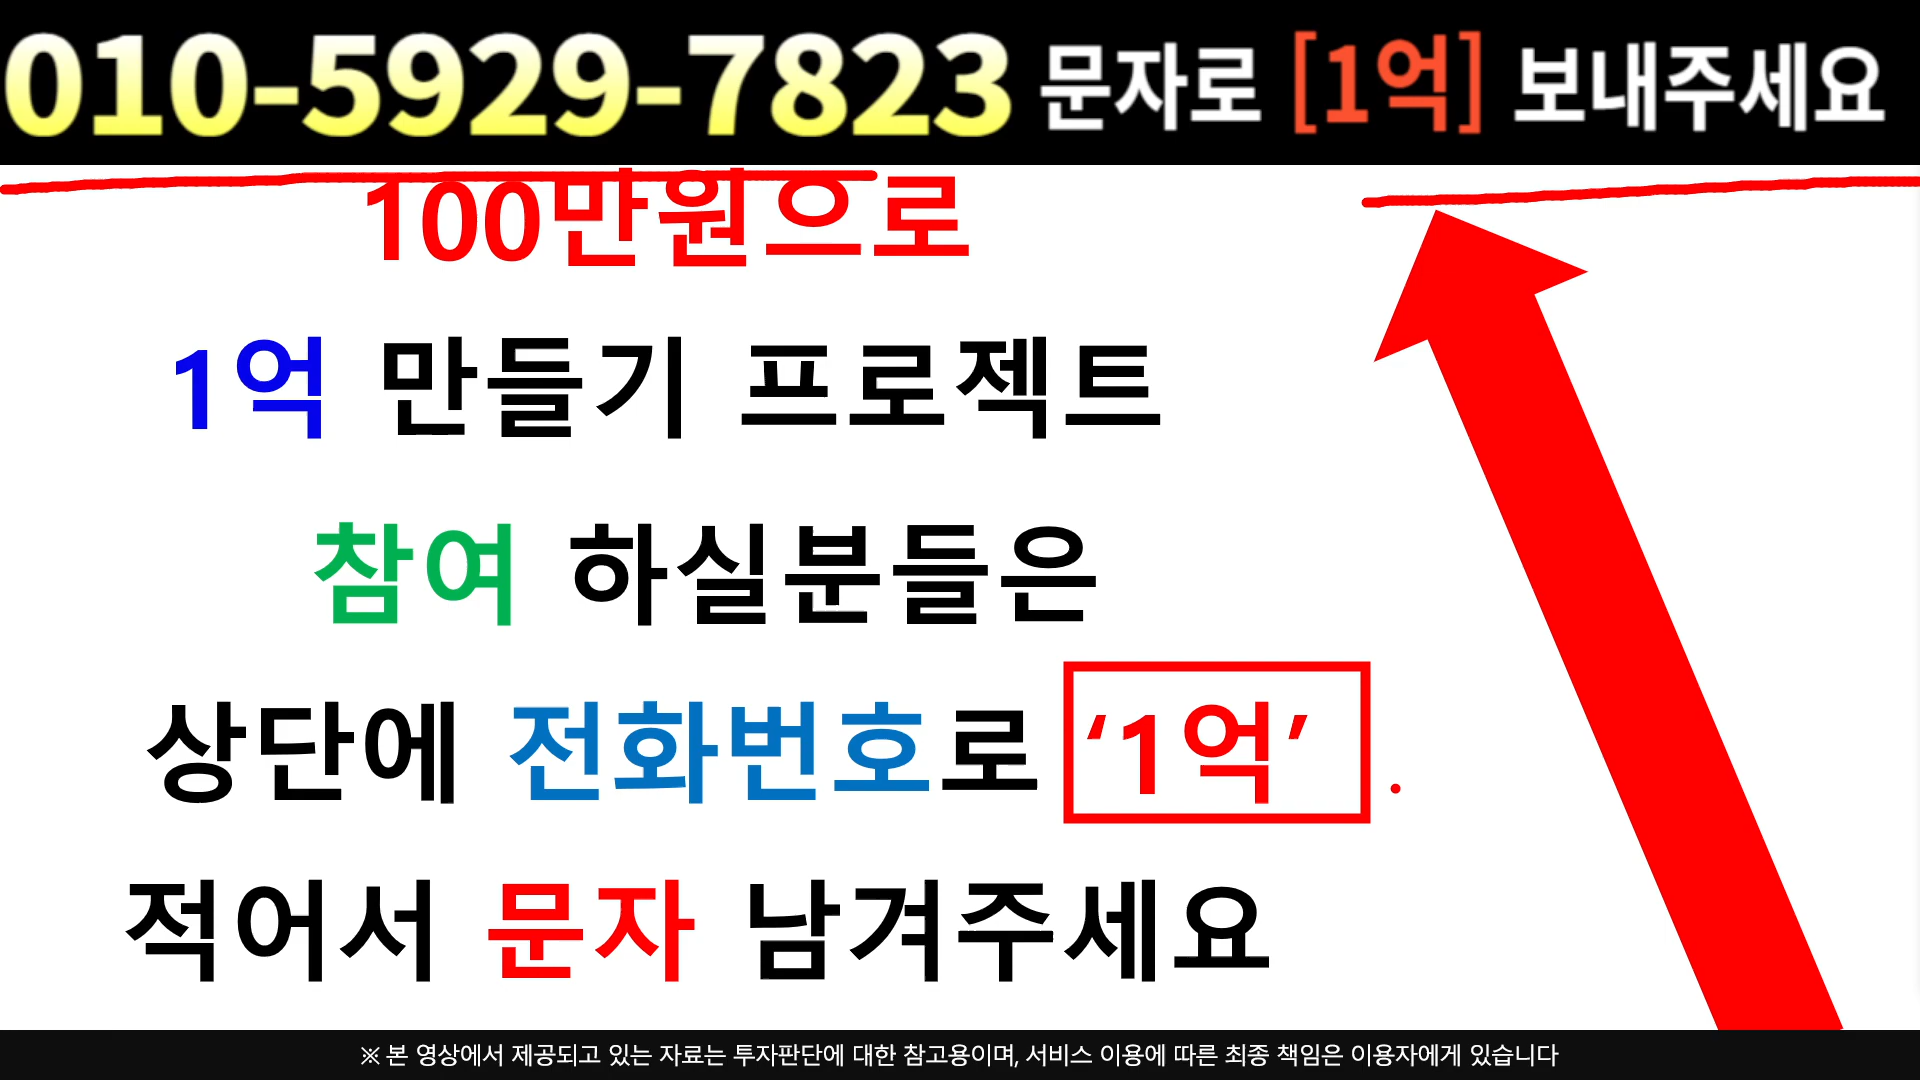 010-5929-7823 문자로 [1억] 보내주세요
100만원으로
1억 만들기 프로젝트
참여 하실분들은
상단에 전화번호로 ‘1억’.
적어서 문자 남겨주세요
※ 본 영상에서 제공되고 있는 자료는 투자판단에 대한 참고용이며, 서비스 이용에 따른 최종 책임은 이용자에게 있습니다